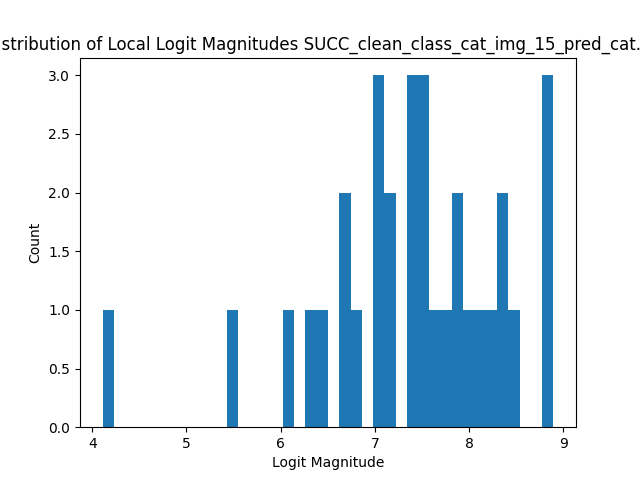 stribution of Local Logit Magnitudes SUCC_clean_class_cat_img_15_pred_cat.
3.0
2.5
2.0
1.5
1.0
0.5
0.0
Count
4 5 6 7 8 9
Logit Magnitude